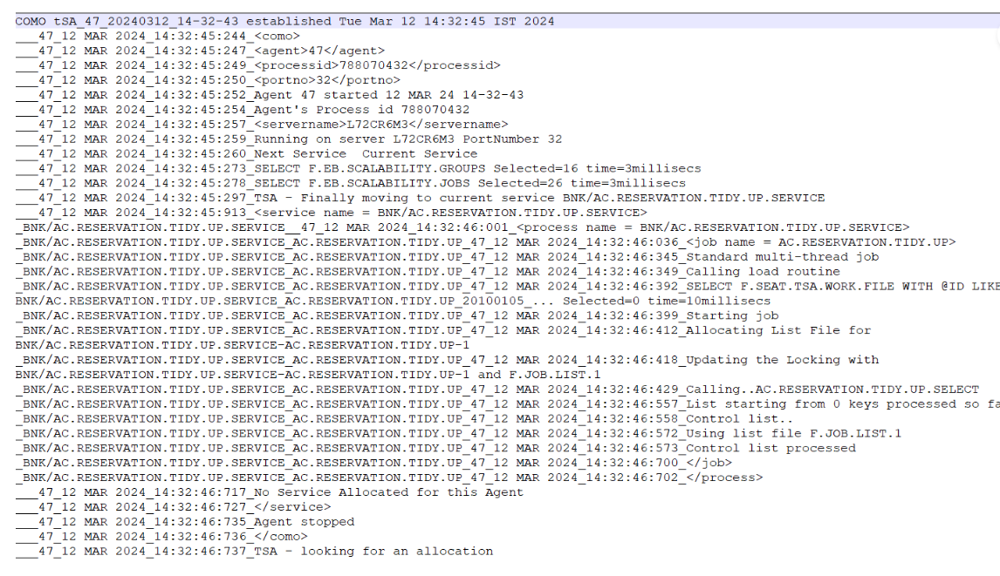 COMO tSA_47_20240312_14-32-43 established Tue Mar 12 14:32:45 IST 2024
___47_12 MAR 2024_14:32:45:244_<como>
___47_12 MAR 2024_14:32:45:247_<agent>47</agent>
___47_12 MAR 2024_14:32:45:249_<processid>788070432</processid>
___47_12 MAR 2024_14:32:45:250_<portno>32</portno>
___47_12 MAR 2024_14:32:45:252_Agent 47 started 12 MAR 24 14-32-43
___47_12 MAR 2024_14:32:45:254_Agent's Process id 788070432
___47_12 MAR 2024_14:32:45:257_<servername>L72CR6M3</servername>
___47_12 MAR 2024_14:32:45:259_Running on server L72CR6M3 PortNumber 32
___47_12 MAR 2024_14:32:45:260_Next Service  Current Service
___47_12 MAR 2024_14:32:45:273_SELECT F.EB.SCALABILITY.GROUPS Selected=16 time=3millisecs
___47_12 MAR 2024_14:32:45:278_SELECT F.EB.SCALABILITY.JOBS Selected=26 time=3millisecs
___47_12 MAR 2024_14:32:45:297_TSA - Finally moving to current service BNK/AC.RESERVATION.TIDY.UP.SERVICE
___47_12 MAR 2024_14:32:45:913_<service name = BNK/AC.RESERVATION.TIDY.UP.SERVICE>
_BNK/AC.RESERVATION.TIDY.UP.SERVICE__47_12 MAR 2024_14:32:46:001_<process name = BNK/AC.RESERVATION.TIDY.UP.SERVICE>
_BNK/AC.RESERVATION.TIDY.UP.SERVICE_AC.RESERVATION.TIDY.UP_47_12 MAR 2024_14:32:46:036_<job name = AC.RESERVATION.TIDY.UP>
_BNK/AC.RESERVATION.TIDY.UP.SERVICE_AC.RESERVATION.TIDY.UP_47_12 MAR 2024_14:32:46:345_Standard multi-thread job
_BNK/AC.RESERVATION.TIDY.UP.SERVICE_AC.RESERVATION.TIDY.UP_47_12 MAR 2024_14:32:46:349_Calling load routine
_BNK/AC.RESERVATION.TIDY.UP.SERVICE_AC.RESERVATION.TIDY.UP_47_12 MAR 2024_14:32:46:392_SELECT F.SEAT.TSA.WORK.FILE WITH @ID LIKE
BNK/AC.RESERVATION.TIDY.UP.SERVICE_AC.RESERVATION.TIDY.UP_20100105_... Selected=0 time=10millisecs
_BNK/AC.RESERVATION.TIDY.UP.SERVICE_AC.RESERVATION.TIDY.UP_47_12 MAR 2024_14:32:46:399_Starting job
_BNK/AC.RESERVATION.TIDY.UP.SERVICE_AC.RESERVATION.TIDY.UP_47_12 MAR 2024_14:32:46:412_Allocating List File for
BNK/AC.RESERVATION.TIDY.UP.SERVICE-AC.RESERVATION.TIDY.UP-1
_BNK/AC.RESERVATION.TIDY.UP.SERVICE_AC.RESERVATION.TIDY.UP_47_12 MAR 2024_14:32:46:418_Updating the Locking with
BNK/AC.RESERVATION.TIDY.UP.SERVICE-AC.RESERVATION.TIDY.UP-1 and F.JOB.LIST.1
_BNK/AC.RESERVATION.TIDY.UP.SERVICE_AC.RESERVATION.TIDY.UP_47_12 MAR 2024_14:32:46:429_Calling..AC.RESERVATION.TIDY.UP.SELECT
_BNK/AC.RESERVATION.TIDY.UP.SERVICE_AC.RESERVATION.TIDY.UP_47_12 MAR 2024_14:32:46:557_List starting from 0 keys processed so fa
_BNK/AC.RESERVATION.TIDY.UP.SERVICE_AC.RESERVATION.TIDY.UP_47_12 MAR 2024_14:32:46:558_Control list..
_BNK/AC.RESERVATION.TIDY.UP.SERVICE_AC.RESERVATION.TIDY.UP_47_12 MAR 2024_14:32:46:572_Using list file F.JOB.LIST.1
_BNK/AC.RESERVATION.TIDY.UP.SERVICE_AC.RESERVATION.TIDY.UP_47_12 MAR 2024_14:32:46:573_Control list processed
_BNK/AC.RESERVATION.TIDY.UP.SERVICE_AC.RESERVATION.TIDY.UP_47_12 MAR 2024_14:32:46:700_</job>
_BNK/AC.RESERVATION.TIDY.UP.SERVICE_AC.RESERVATION.TIDY.UP_47_12 MAR 2024_14:32:46:702_</process>
___47_12 MAR 2024_14:32:46:717_No Service Allocated for this Agent
___47_12 MAR 2024_14:32:46:727_</service>
___47_12 MAR 2024_14:32:46:735_Agent stopped
___47_12 MAR 2024_14:32:46:736_</como>
___47_12 MAR 2024_14:32:46:737_TSA - looking for an allocation